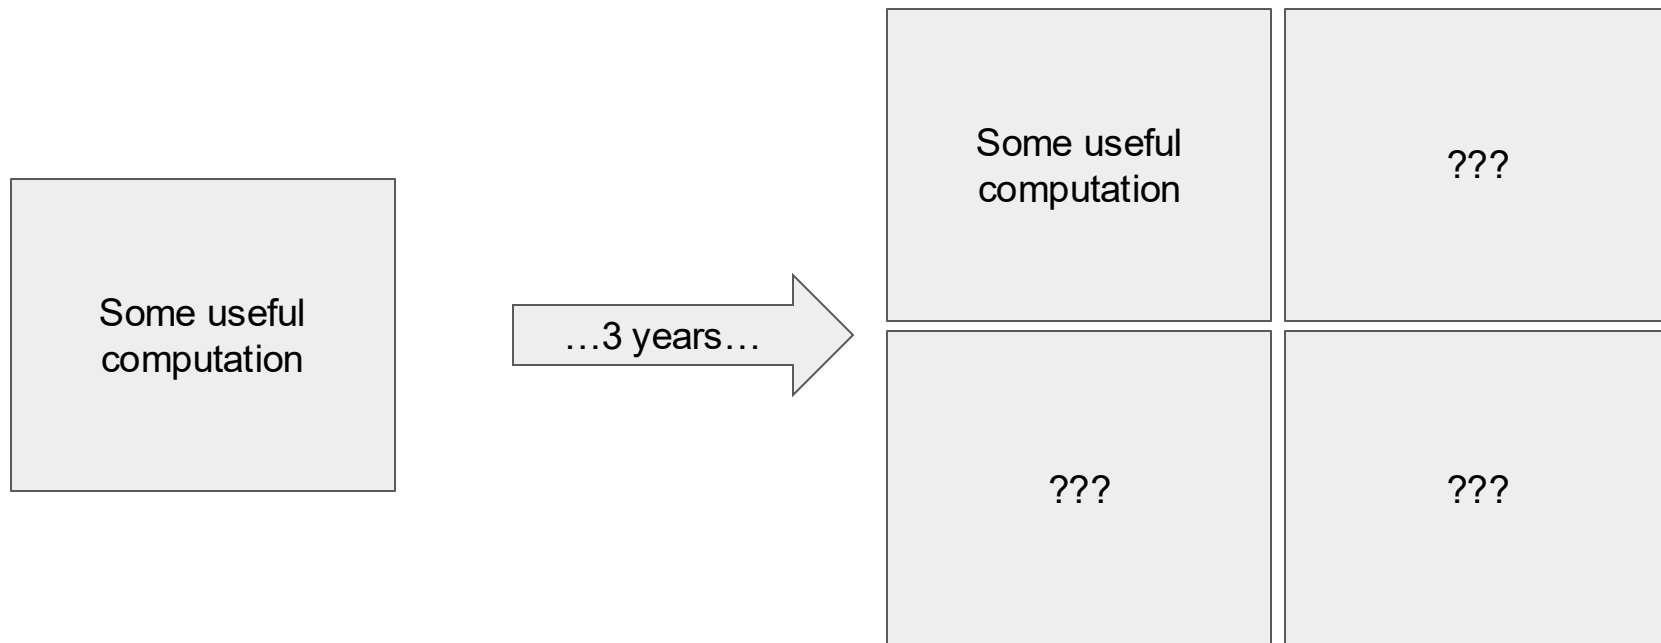 Some useful
computation
…3 years…
Some useful
computation
???
???
???